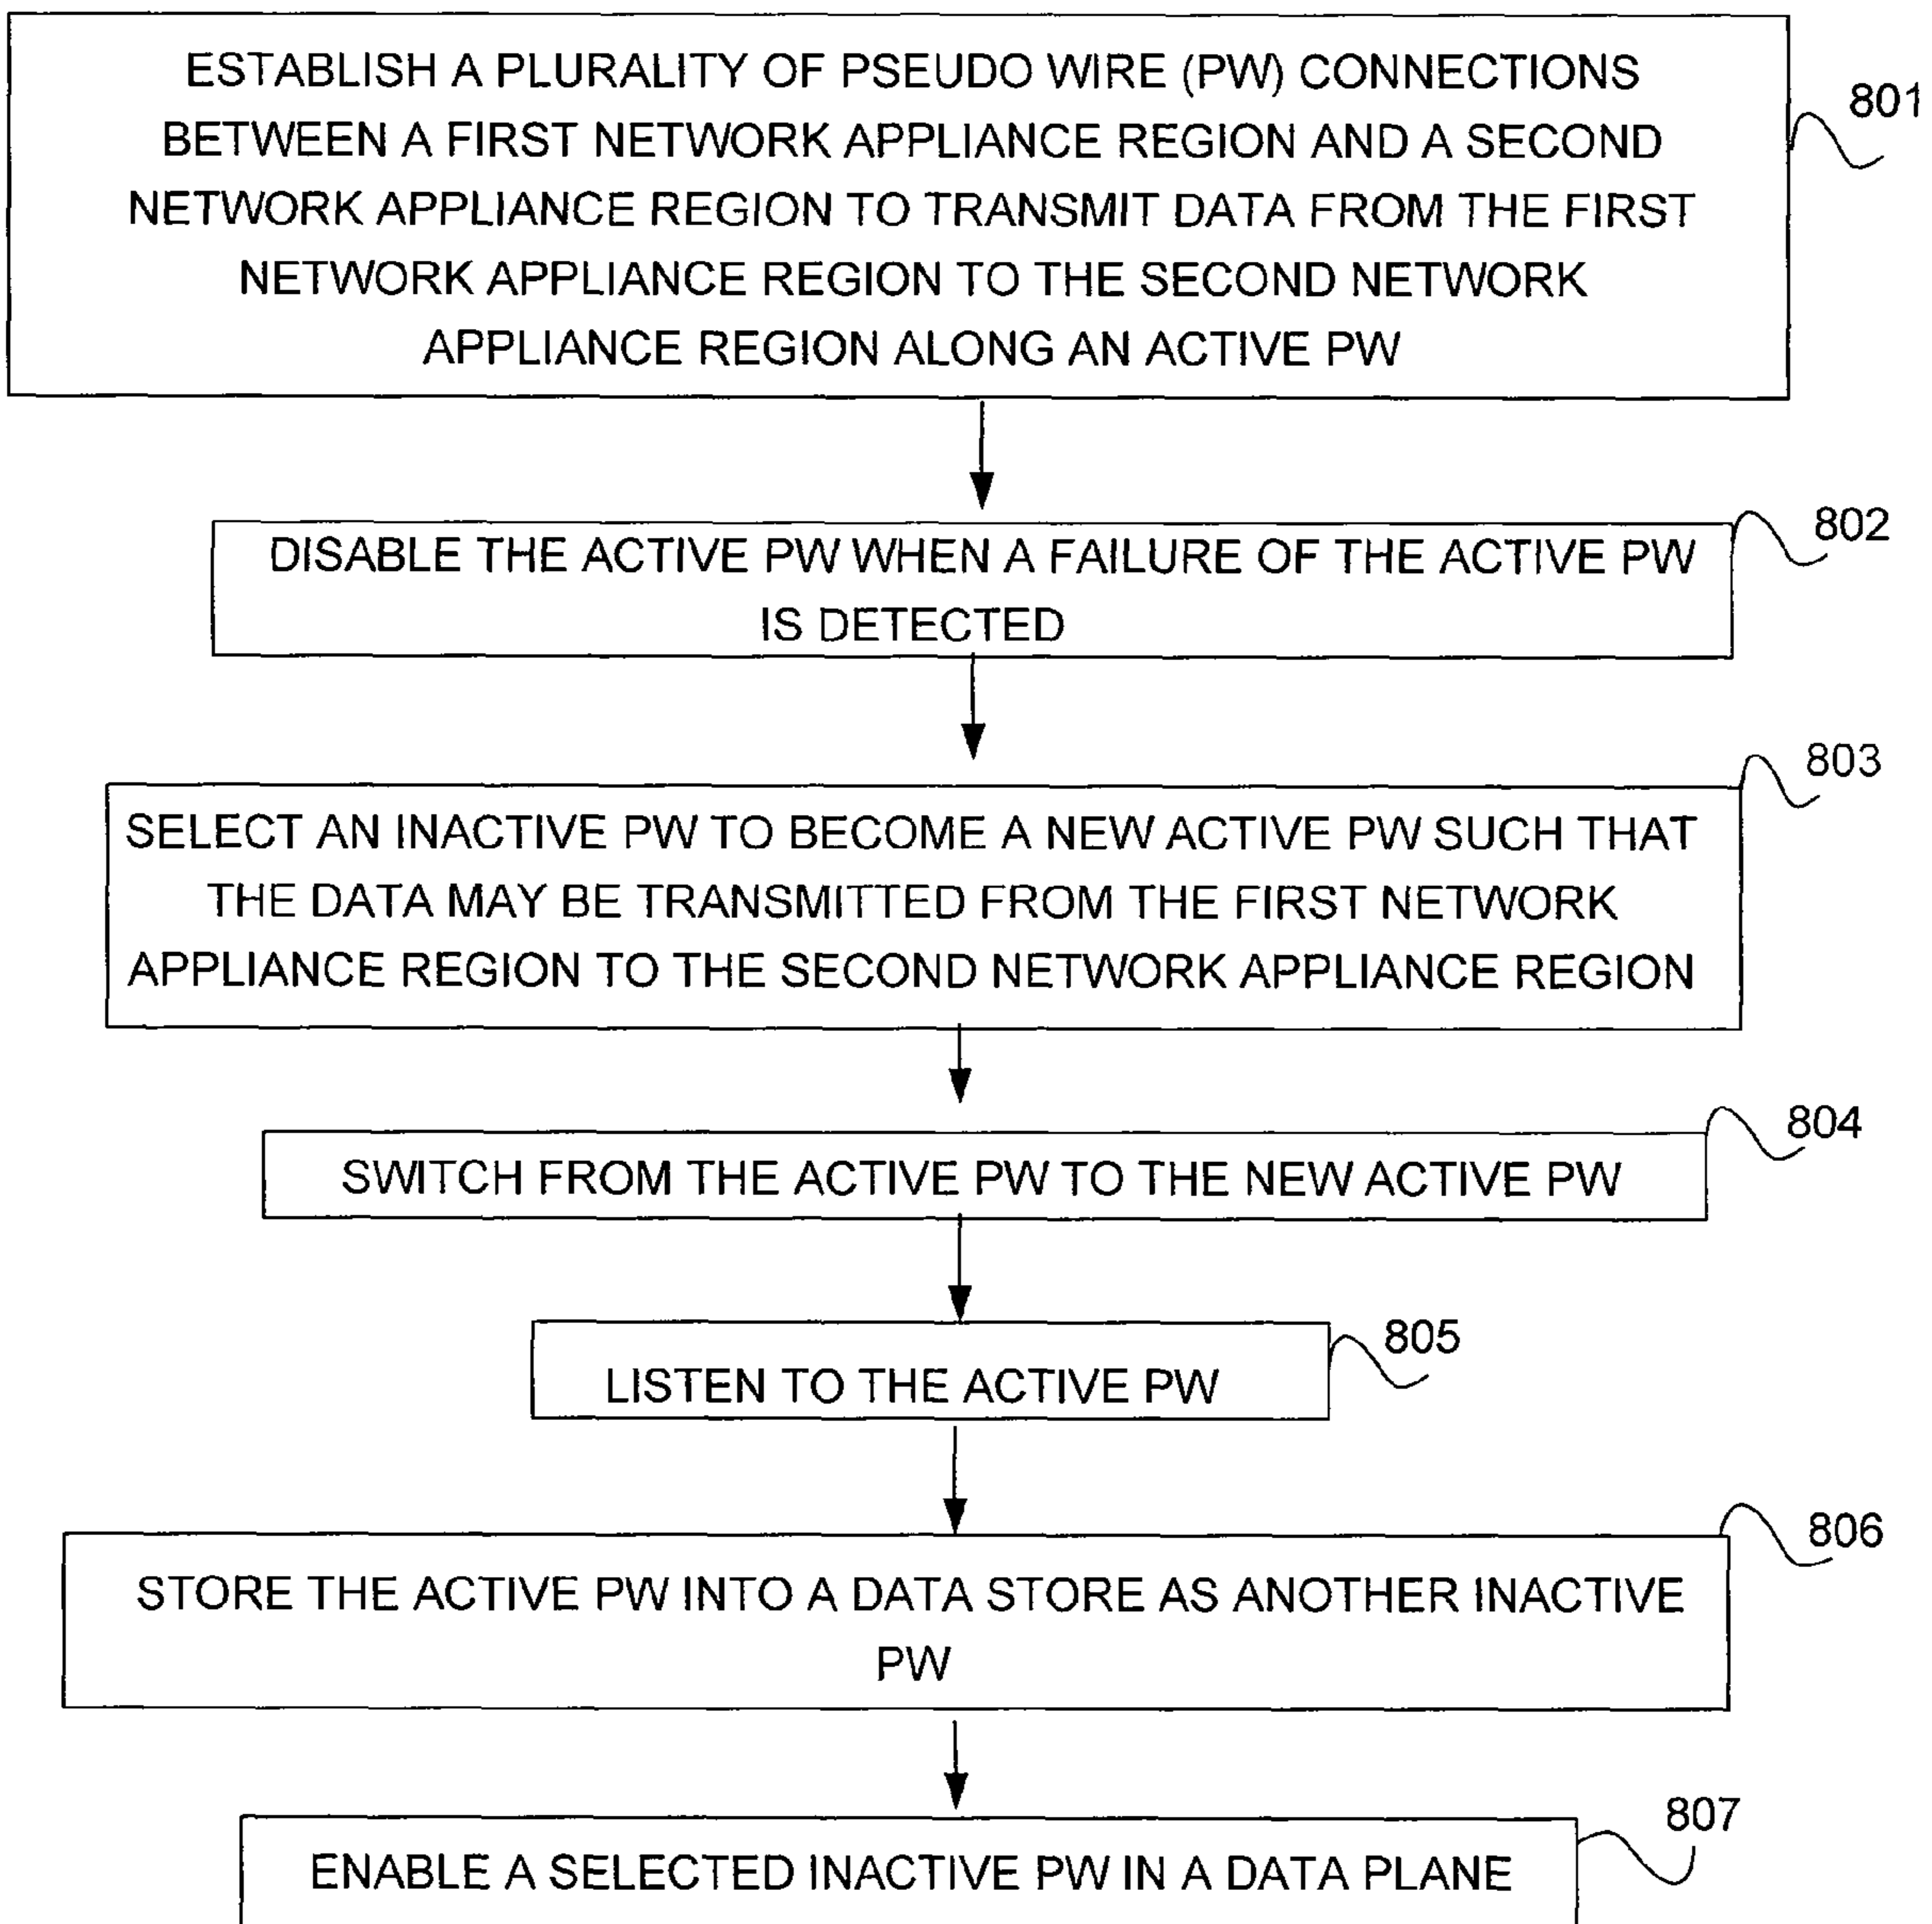 ESTABLISH A PLURALITY OF PSEUDO WIRE (PW) CONNECTIONS
BETWEEN A FIRST NETWORK APPLIANCE REGION AND A SECOND
NETWORK APPLIANCE REGION TO TRANSMIT DATA FROM THE FIRST
NETWORK APPLIANCE REGION TO THE SECOND NETWORK
APPLIANCE REGION ALONG AN ACTIVE PW
801
DISABLE THE ACTIVE PW WHEN A FAILURE OF THE ACTIVE PW
IS DETECTED
802
SELECT AN INACTIVE PW TO BECOME A NEW ACTIVE PW SUCH THAT
THE DATA MAY BE TRANSMITTED FROM THE FIRST NETWORK
APPLIANCE REGION TO THE SECOND NETWORK APPLIANCE REGION
803
SWITCH FROM THE ACTIVE PW TO THE NEW ACTIVE PW
804
LISTEN TO THE ACTIVE PW
805
STORE THE ACTIVE PW INTO A DATA STORE AS ANOTHER INACTIVE
PW
806
ENABLE A SELECTED INACTIVE PW IN A DATA PLANE
807